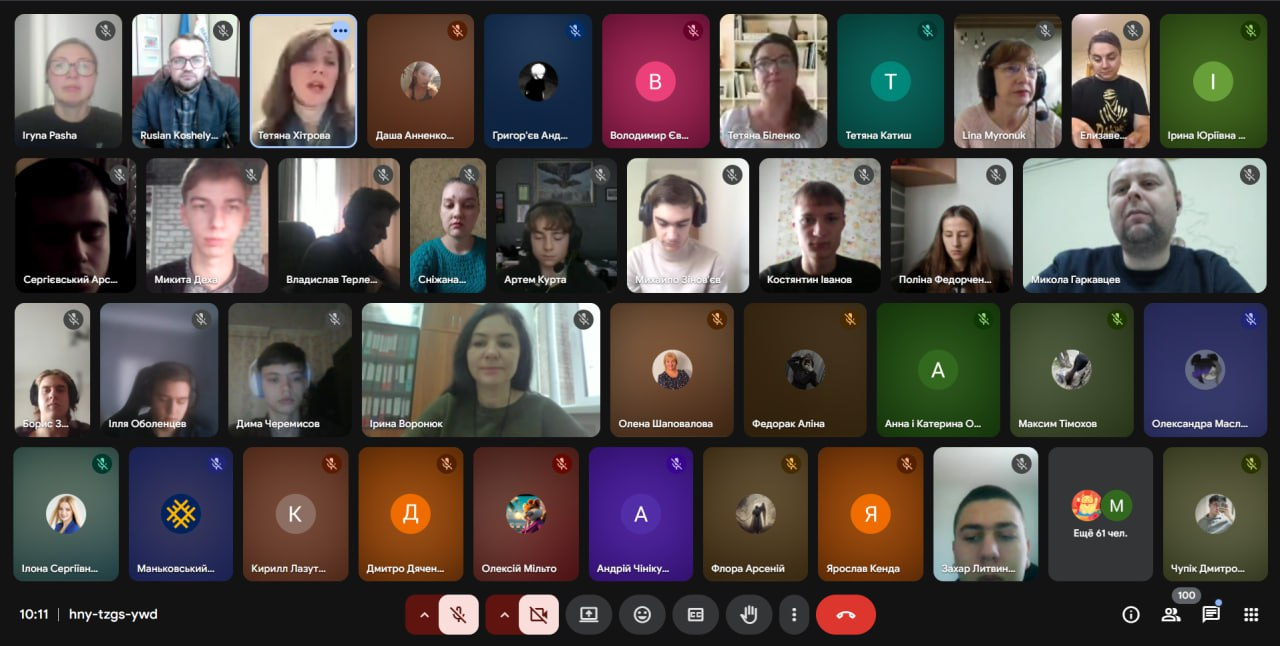 Iryna Pasha
Ruslan Koshely...
Тетяна Хітрова
Даша Анненко...
Григор'єв Анд...
В
Володимир Єв...
Тетяна Біленко
Т
Тетяна Катиш
Lina Myronuk
Елизаве...
І
Ірина Юріївна ...
Сергієвський Арс...
Микита Деха
Владислав Терле...
Сніжана...
Артем Курта
Михайло Зінов'єв
Костянтин Іванов
Поліна Федорчен...
Микола Гаркавцев
Борис З...
Ілля Оболенцев
Дима Черемисов
Ірина Воронюк
Олена Шаповалова
Федорак Аліна
А
Анна і Катерина О...
Максим Тімохов
Олександра Масл...
Ілона Сергіївн...
Маньковський...
К
Кирилл Лазут...
Д
Дмитро Дячен...
Олексій Мільто
А
Андрій Чініку...
Флора Арсеній
Я
Ярослав Кенда
Захар Литвин...
М
Ещё 61 чел.
Чупік Дмитро...
10:11 | hny-tzgs-ywd
100